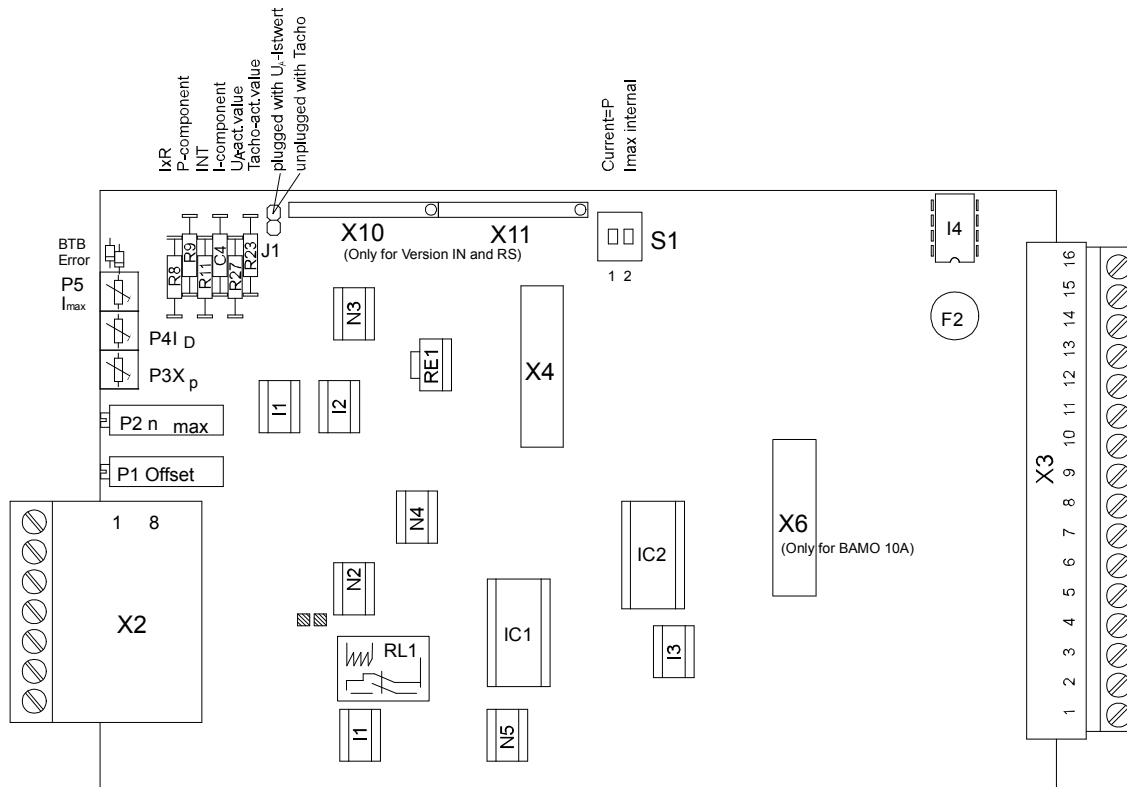 IxR
P-component
INT
I-component
UA-act.value
Tacho-act.value
plugged with UA-Istwert
unplugged with Tacho
Current=P
Imax internal
BTB
Error
P5
Imax
P4 ID
P3 Xp
P2 n max
P1 Offset
R8
R9
R11
C4
R27
R23
J1
X10
X11
(Only for Version IN and RS)
S1
1 2
I4
F2
N3
RE1
X4
I1
I2
N4
N2
IC2
X6
(Only for BAMO 10A)
IC1
RL1
I3
I1
N5
1 8
X2
X3
16
15
14
13
12
11
10
9
8
7
6
5
4
3
2
1